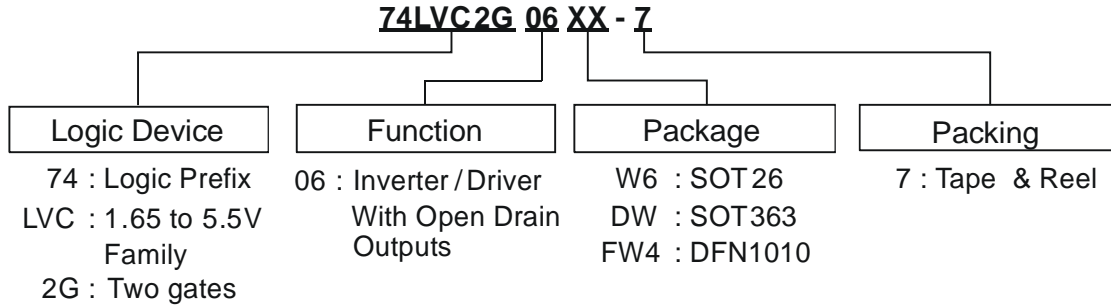 74LVC2G 06 XX - 7
Logic Device
74 : Logic Prefix
LVC : 1.65 to 5.5V
Family
2G : Two gates
Function
06 : Inverter / Driver
With Open Drain
Outputs
Package
W6 : SOT26
DW : SOT363
FW4 : DFN1010
Packing
7 : Tape & Reel